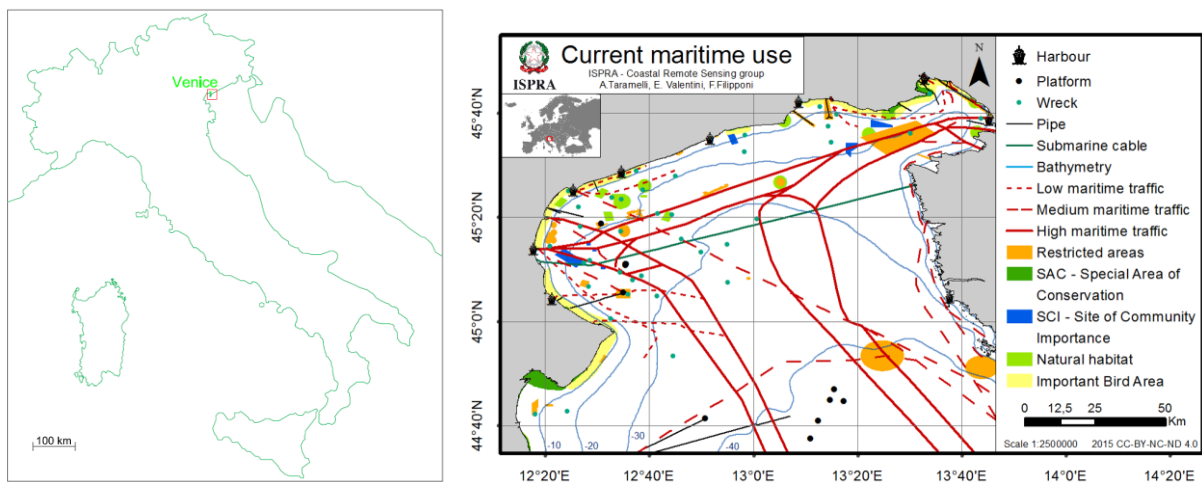 Venice
100 km
ISPRA
Current maritime use
ISPRA - Coastal Remote Sensing group
A.Taramelli, E. Valentini, F.Filipponi
N
45°40'N
45°20'N
45°0'N
44°40'N
-10
-20
-30
-40
12°20'E
12°40'E
13°0'E
13°20'E
13°40'E
14°0'E
14°20'E
Harbour
Platform
Wreck
Pipe
Submarine cable
Bathymetry
Low maritime traffic
Medium maritime traffic
High maritime traffic
Restricted areas
SAC - Special Area of
Conservation
SCI - Site of Community
Importance
Natural habitat
Important Bird Area
0 12,5 25 50
Km
Scale 1:2500000 2015 CC-BY-NC-ND 4.0